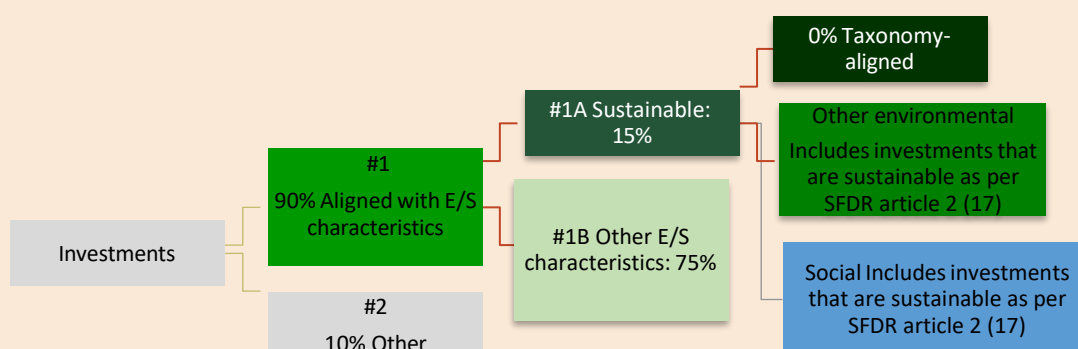 Investments
#1
90% Aligned with E/S
characteristics
#2
10% Other
#1A Sustainable:
15%
#1B Other E/S
characteristics: 75%
0% Taxonomy-
aligned
Other environmental
Includes investments that
are sustainable as per
SFDR article 2 (17)
Social Includes investments
that are sustainable as per
SFDR article 2 (17)